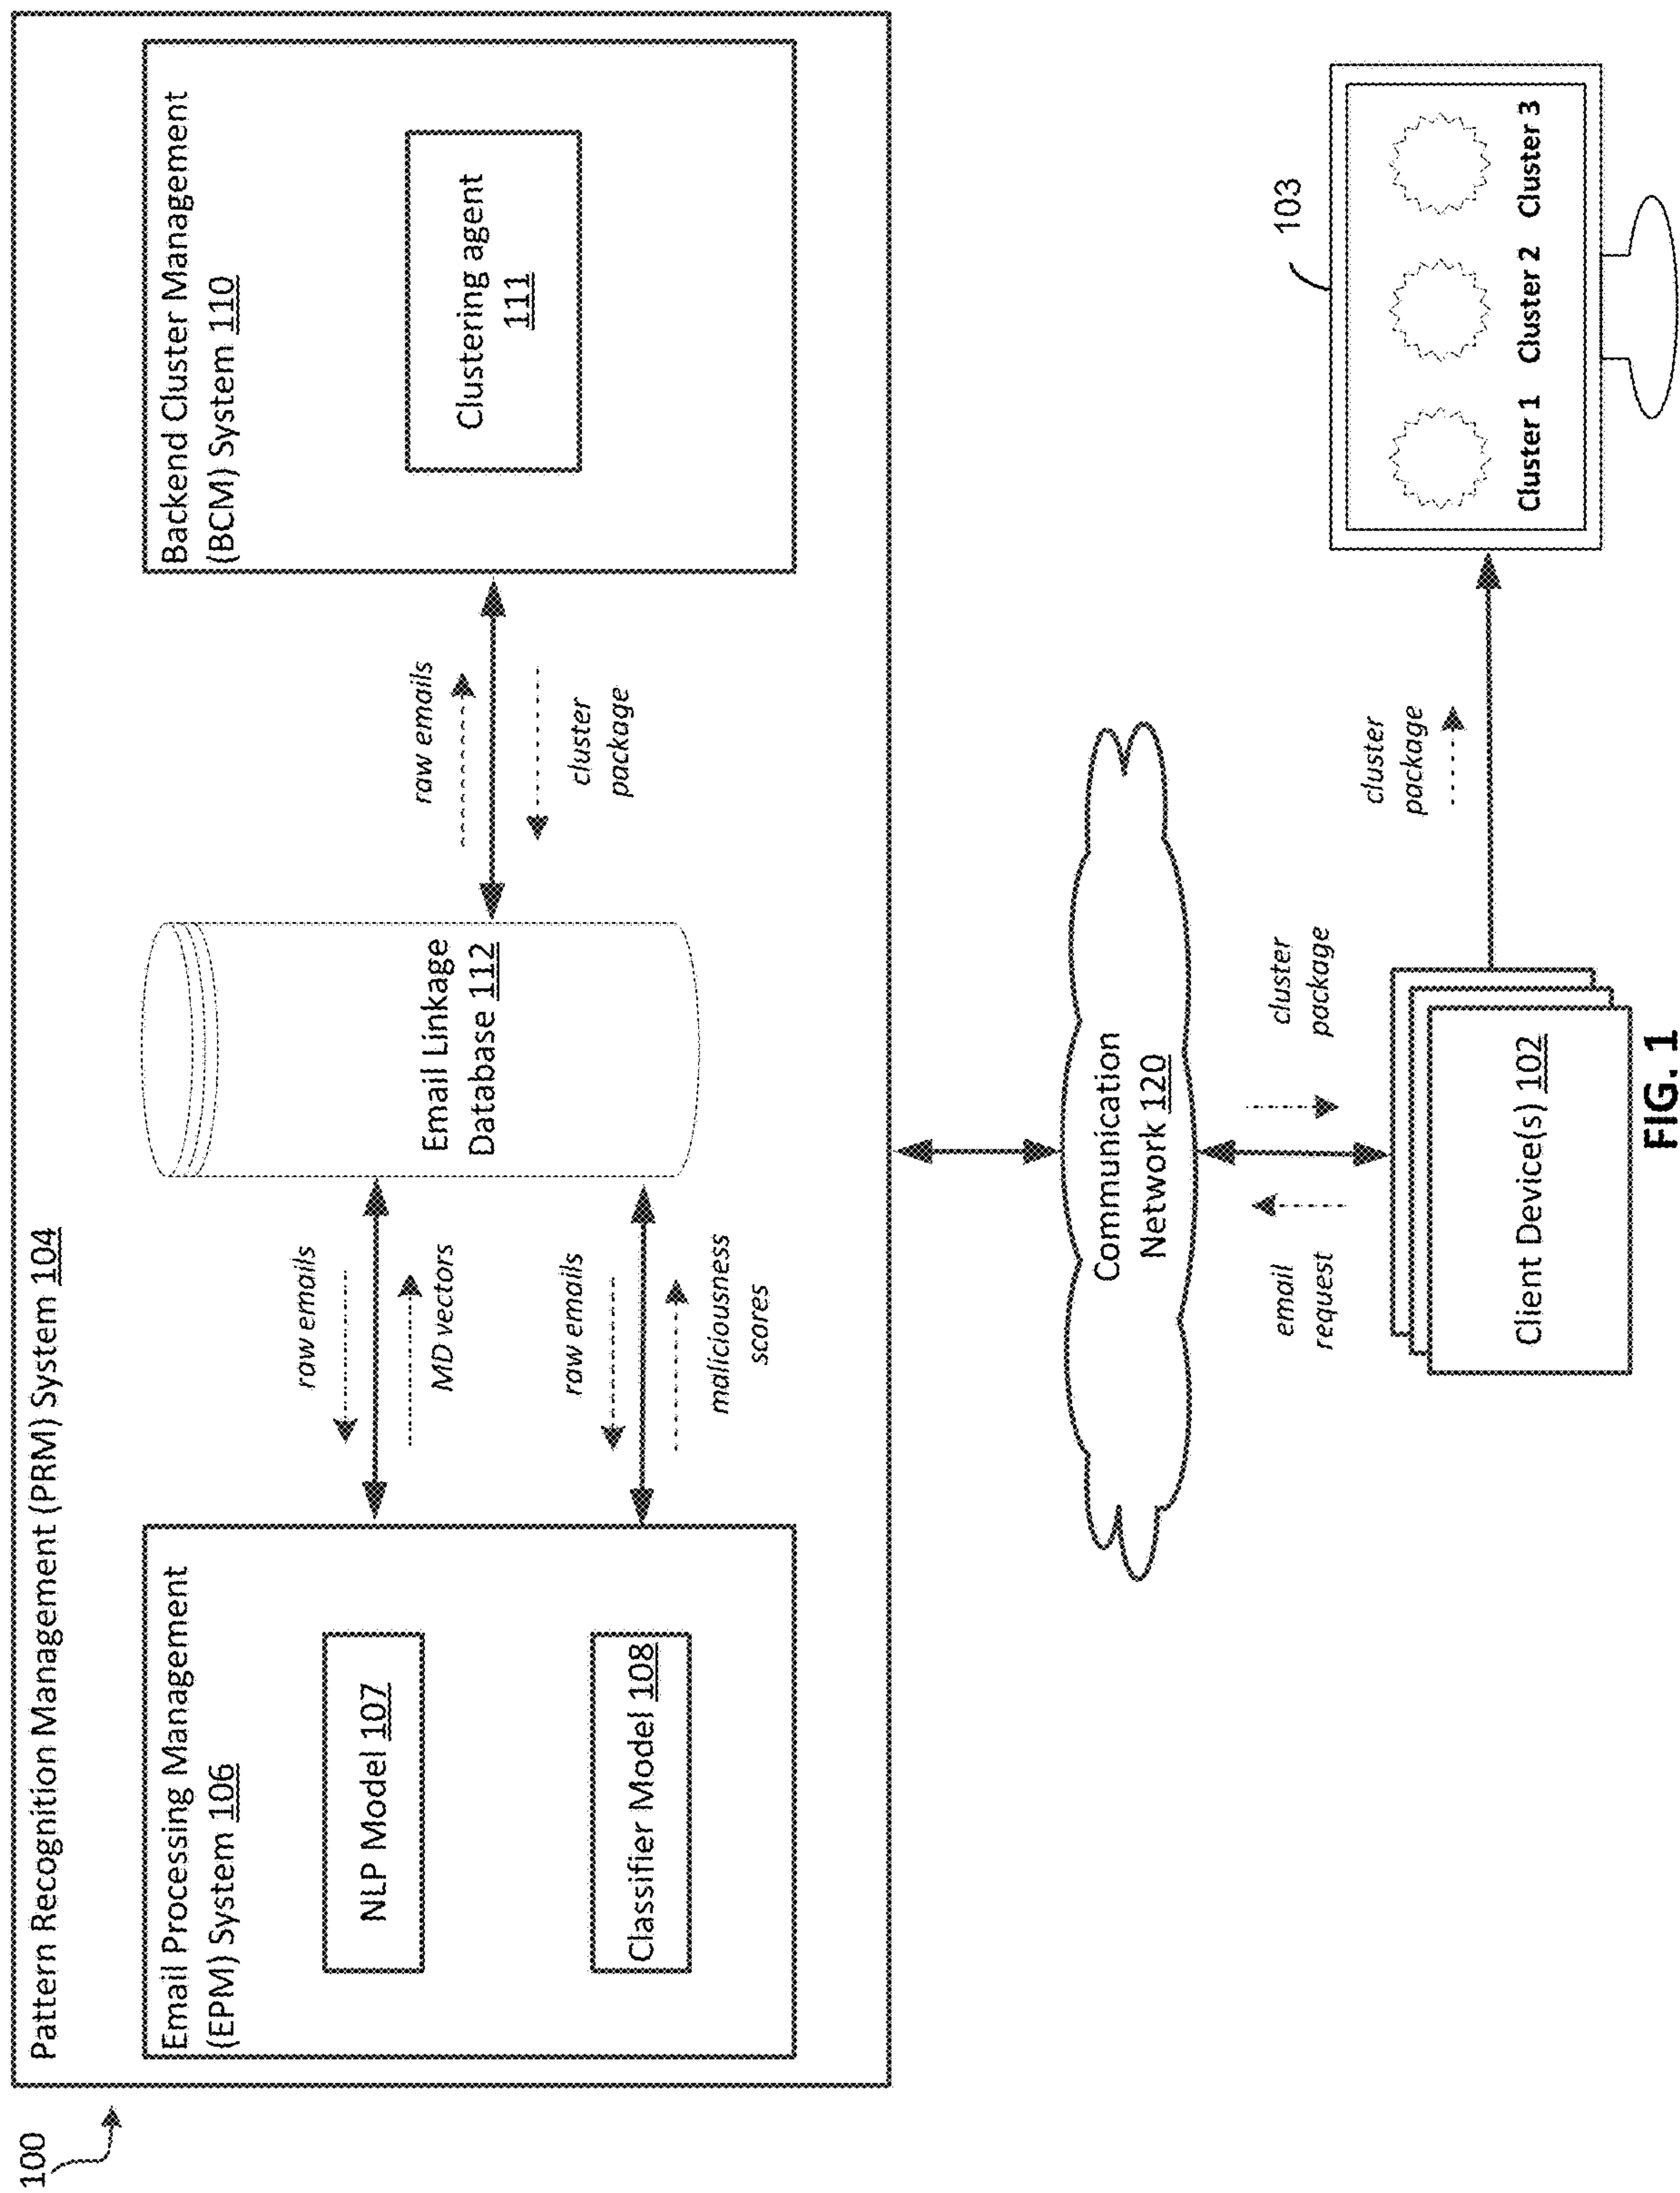 100
Pattern Recognition Management (PRM) System 104
Email Processing Management
(EPM) System 106
NLP Model 107
Classifier Model 108
raw emails
MD vectors
raw emails
maliciousness
scores
Email Linkage
Database 112
raw emails
cluster
package
Backend Cluster Management
(BCM) System 110
Clustering agent
111
Communication
Network 120
email
request
cluster
package
Client Device(s) 102
cluster
package
103
Cluster 1 Cluster 2 Cluster 3
FIG. 1